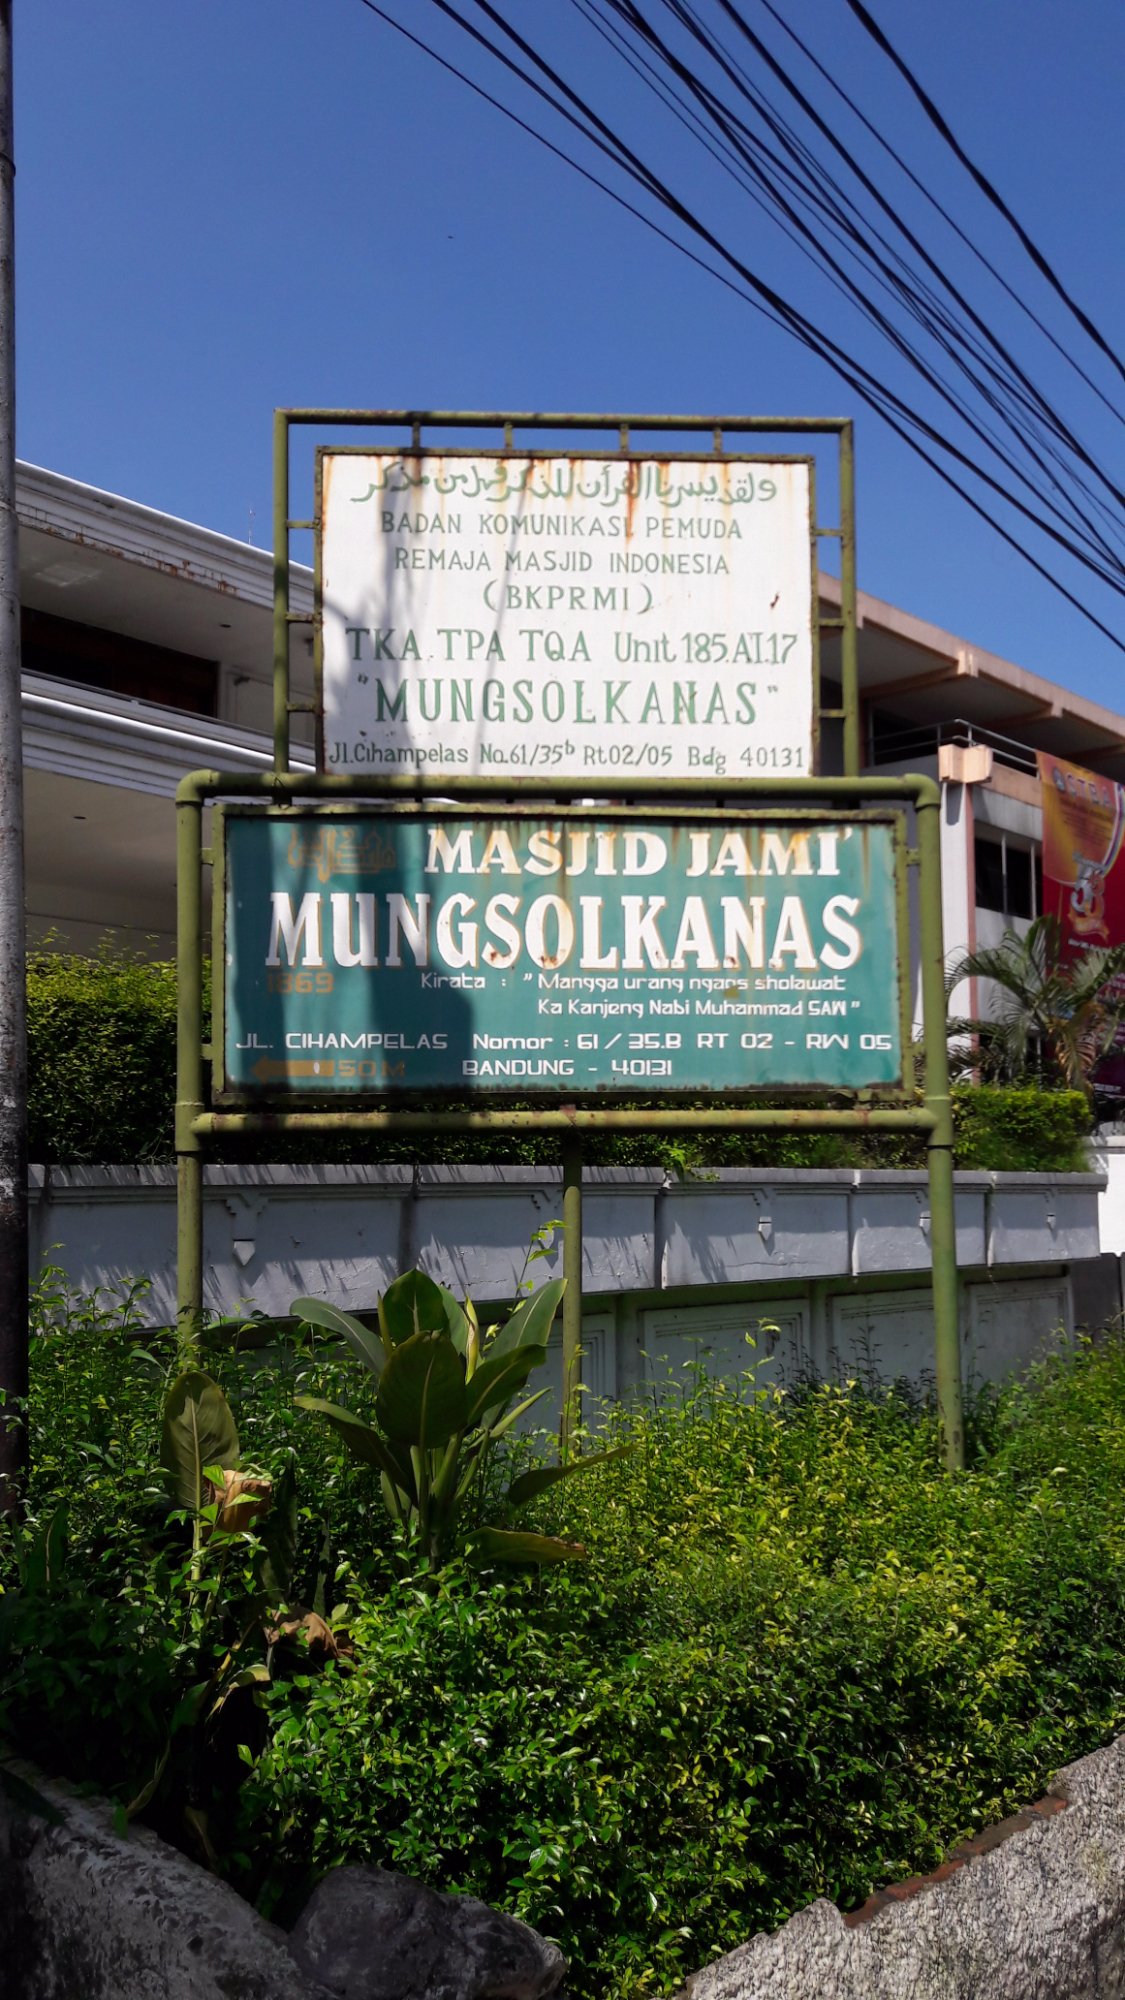 ولقد يسرنا القرأن للذكر فهل من مدكر
BADAN KOMUNIKASI PEMUDA
REMAJA MASJID INDONESIA
(BKPRMI)
TKA.TPA TQA Unit 185.A.I.17
"MUNGSOLKANAS"
Jl.Cihampelas No.61/35b Rt.02/05 Bdg 40131
MASJID JAMI'
MUNGSOLKANAS
1869
Kirata : "Mangga urang ngaos sholawat
Ka Kanjeng Nabi Muhammad SAW"
JL. CIHAMPELAS Nomor : 61 / 35.B RT 02 - RW 05
50 M BANDUNG - 40131
STBA